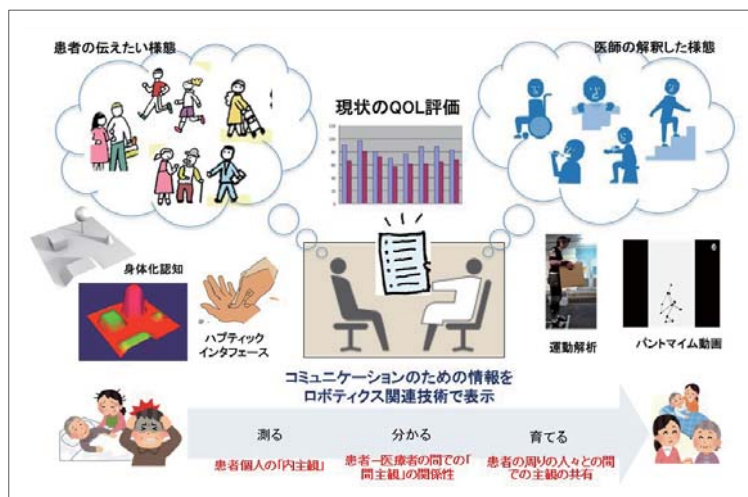 患者の伝えたい様態
医師の解釈した様態
現状のQOL評価
身体化認知
ハプティック
インタフェース
運動解析
パントマイム動画
コミュニケーションのための情報を
ロボティクス関連技術で表示
測る
分かる
育てる
患者個人の「内主観」
患者－医療者の間での「
間主観」の関係性
患者の周りの人々との間
での主観の共有